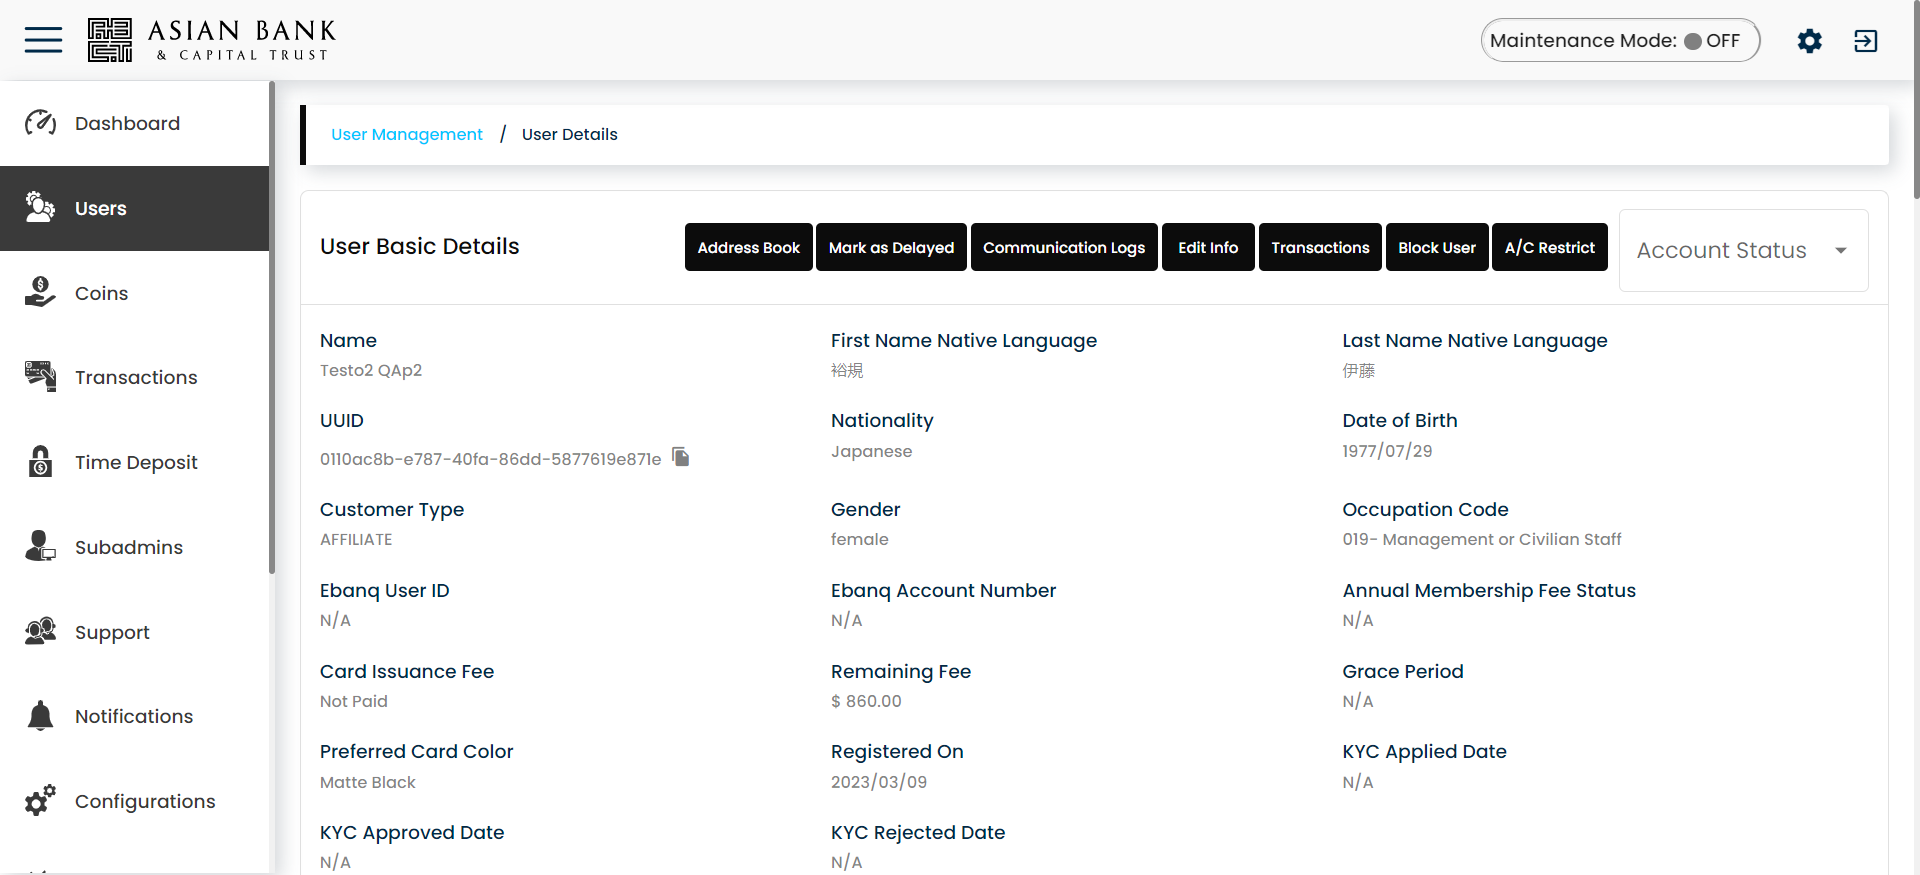 ASIAN BANK
& CAPITAL TRUST
Maintenance Mode: OFF
Dashboard
Users
Coins
Transactions
Time Deposit
Subadmins
Support
Notifications
Configurations
User Management / User Details
User Basic Details
Address Book
Mark as Delayed
Communication Logs
Edit Info
Transactions
Block User
A/C Restrict
Account Status
Name
Testo2 QAp2
First Name Native Language
裕規
Last Name Native Language
伊藤
UUID
0110ac8b-e787-40fa-86dd-5877619e871e
Nationality
Japanese
Date of Birth
1977/07/29
Customer Type
AFFILIATE
Gender
female
Occupation Code
019- Management or Civilian Staff
Ebanq User ID
N/A
Ebanq Account Number
N/A
Annual Membership Fee Status
N/A
Card Issuance Fee
Not Paid
Remaining Fee
$ 860.00
Grace Period
N/A
Preferred Card Color
Matte Black
Registered On
2023/03/09
KYC Applied Date
N/A
KYC Approved Date
N/A
KYC Rejected Date
N/A